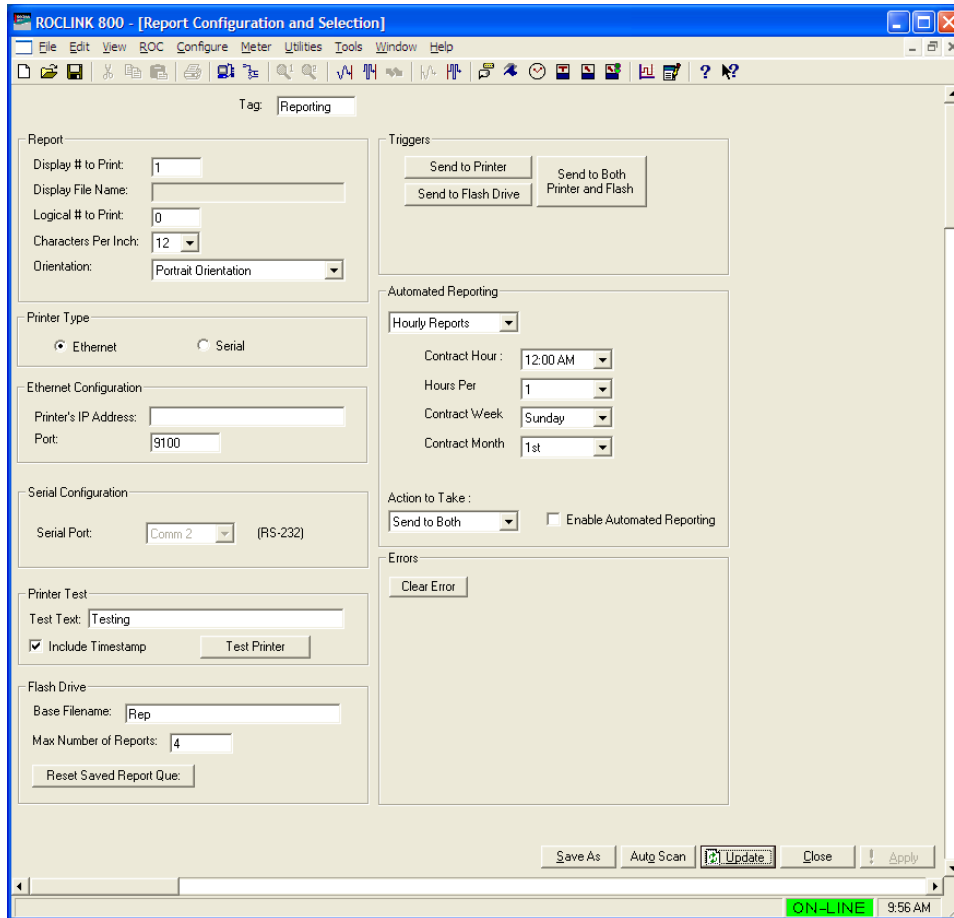 ROCLINK 800 - [Report Configuration and Selection]
File Edit View ROC Configure Meter Utilities Tools Window Help
Tag: Reporting
Report
Display # to Print: 1
Display File Name:
Logical # to Print: 0
Characters Per Inch: 12
Orientation: Portrait Orientation
Printer Type
Ethernet Serial
Ethernet Configuration
Printer's IP Address:
Port: 9100
Serial Configuration
Serial Port: Comm 2 (RS-232)
Printer Test
Test Text: Testing
Include Timestamp Test Printer
Flash Drive
Base Filename: Rep
Max Number of Reports: 4
Reset Saved Report Que:
Triggers
Send to Printer
Send to Flash Drive
Send to Both
Printer and Flash
Automated Reporting
Hourly Reports
Contract Hour : 12:00 AM
Hours Per 1
Contract Week Sunday
Contract Month 1st
Action to Take :
Send to Both Enable Automated Reporting
Errors
Clear Error
Save As Auto Scan Update Close ! Apply
ON-LINE 9:56 AM